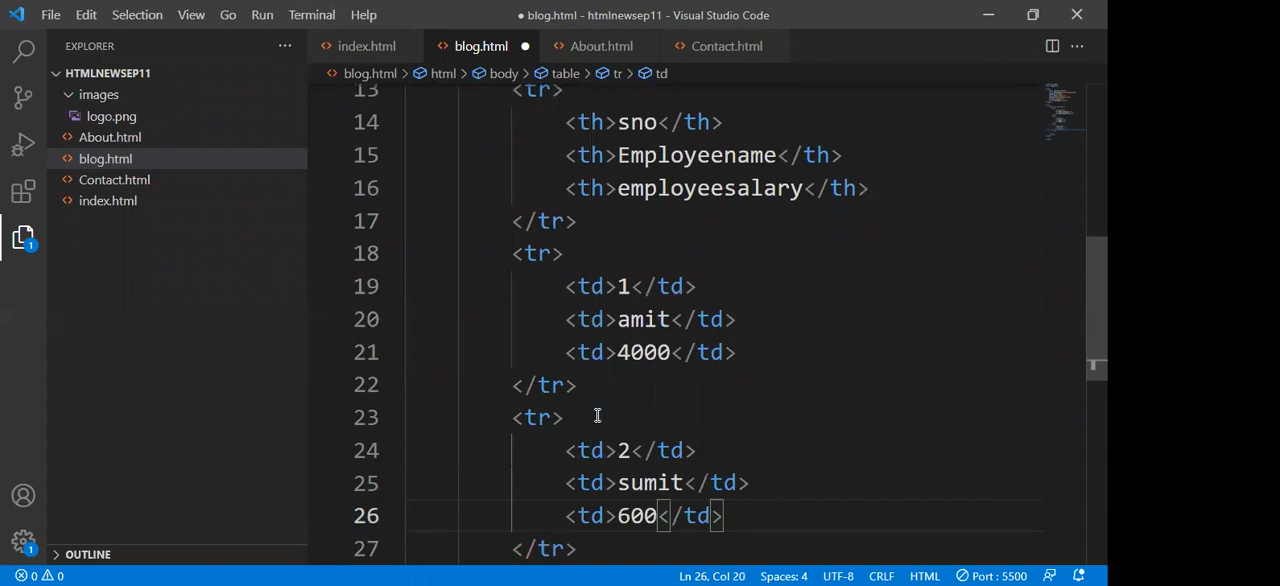 File Edit Selection View Go Run Terminal Help ● blog.html - htmlnewsep11 - Visual Studio Code
EXPLORER
index.html blog.html About.html Contact.html
HTMLNEWSEP11
blog.html > html > body > table > tr > td
images
logo.png
About.html
blog.html
Contact.html
index.html
13 <tr>
14 <th>sno</th>
15 <th>Employeename</th>
16 <th>employeesalary</th>
17 </tr>
18 <tr>
19 <td>1</td>
20 <td>amit</td>
21 <td>4000</td>
22 </tr>
23 <tr>
24 <td>2</td>
25 <td>sumit</td>
26 <td>600</td>
27 </tr>
1
1
OUTLINE
0 0 Ln 26, Col 20 Spaces: 4 UTF-8 CRLF HTML Port : 5500